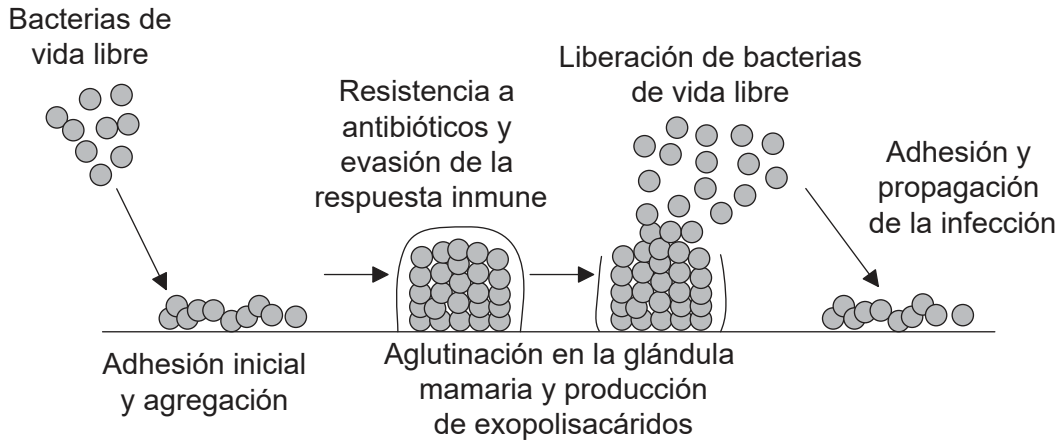 Bacterias de
vida libre
Resistencia a
antibióticos y
evasión de la
respuesta inmune
Liberación de bacterias
de vida libre
Adhesión y
propagación
de la infección
Adhesión inicial
y agregación
Aglutinación en la glándula
mamaria y producción
de exopolisacáridos